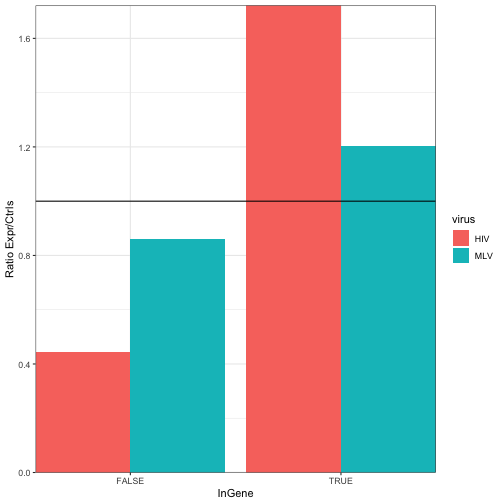 1.6
1.2
0.8
0.4
0.0
Ratio Expr/Ctrls
FALSE
TRUE
InGene
virus
HIV
MLV